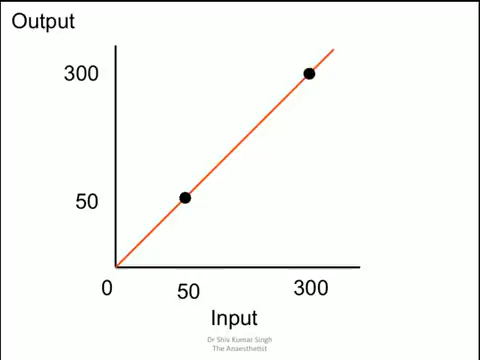 Output
300
50
0
50
300
Input
Dr Shiv Kumar Singh
The Anaesthetist